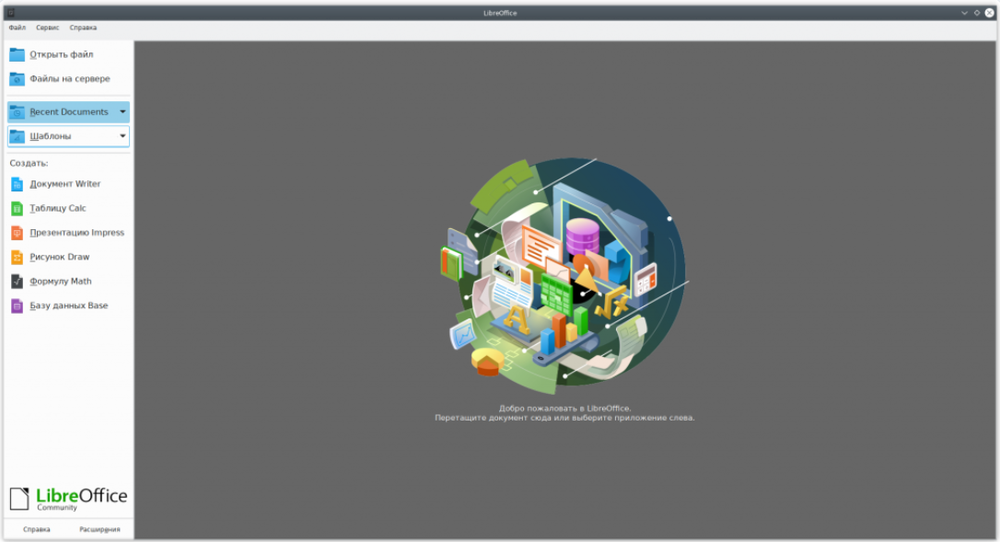 LibreOffice
Файл Сервис Справка
Открыть файл
Файлы на сервере
Recent Documents
Шаблоны
Создать:
Документ Writer
Таблицу Calc
Презентацию Impress
Рисунок Draw
Формулу Math
Базу данных Base
Добро пожаловать в LibreOffice.
Перетащите документ сюда или выберите приложение слева.
LibreOffice
Community
Справка Расширения